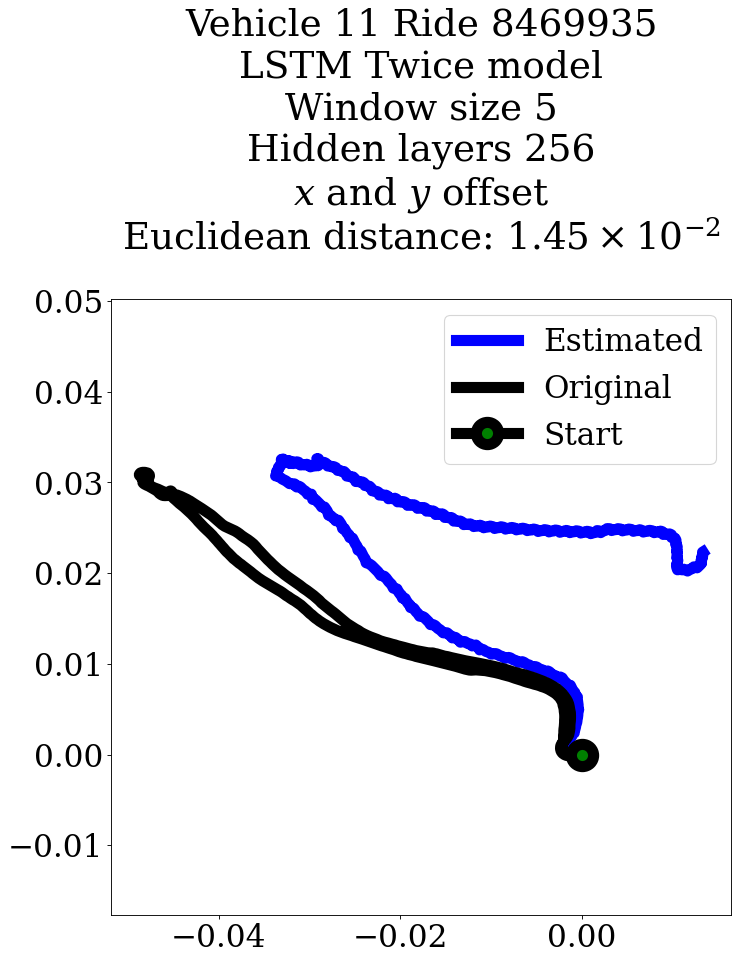 Vehicle 11 Ride 8469935
LSTM Twice model
Window size 5
Hidden layers 256
x and y offset
Euclidean distance: 1.45 × 10⁻²
0.05
0.04
0.03
0.02
0.01
0.00
−0.01
Estimated
Original
Start
−0.04
−0.02
0.00